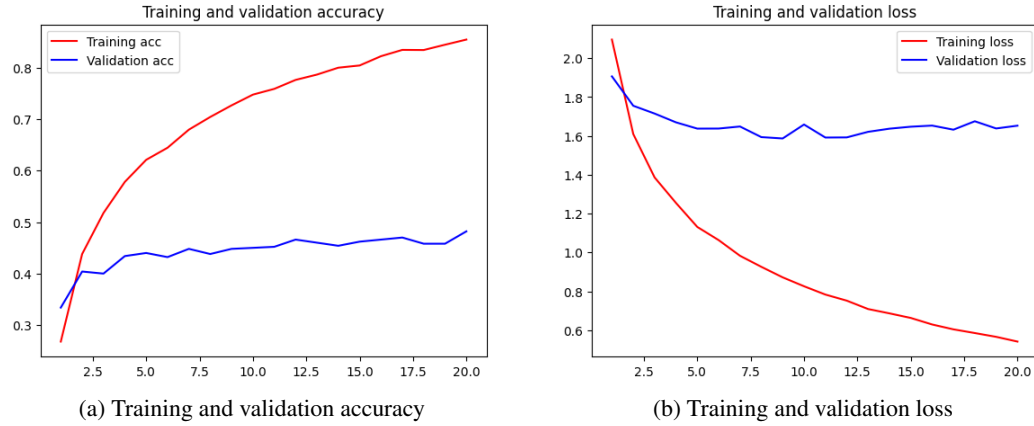 Training and validation accuracy
Training acc
Validation acc
0.8
0.7
0.6
0.5
0.4
0.3
2.5 5.0 7.5 10.0 12.5 15.0 17.5 20.0
(a) Training and validation accuracy
Training and validation loss
Training loss
Validation loss
2.0
1.8
1.6
1.4
1.2
1.0
0.8
0.6
2.5 5.0 7.5 10.0 12.5 15.0 17.5 20.0
(b) Training and validation loss